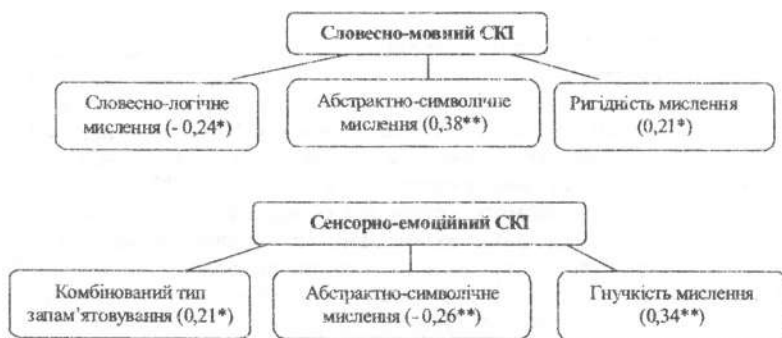 Словесно-мовний СКІ
Словесно-логічне
мислення (- 0,24*)
Абстрактно-символічне
мислення (0,38**)
Ригідність мислення
(0,21*)
Сенсорно-емоційний СКІ
Комбінований тип
запам'ятовування (0,21*)
Абстрактно-символічне
мислення (- 0,26**)
Гнучкість мислення
(0,34**)